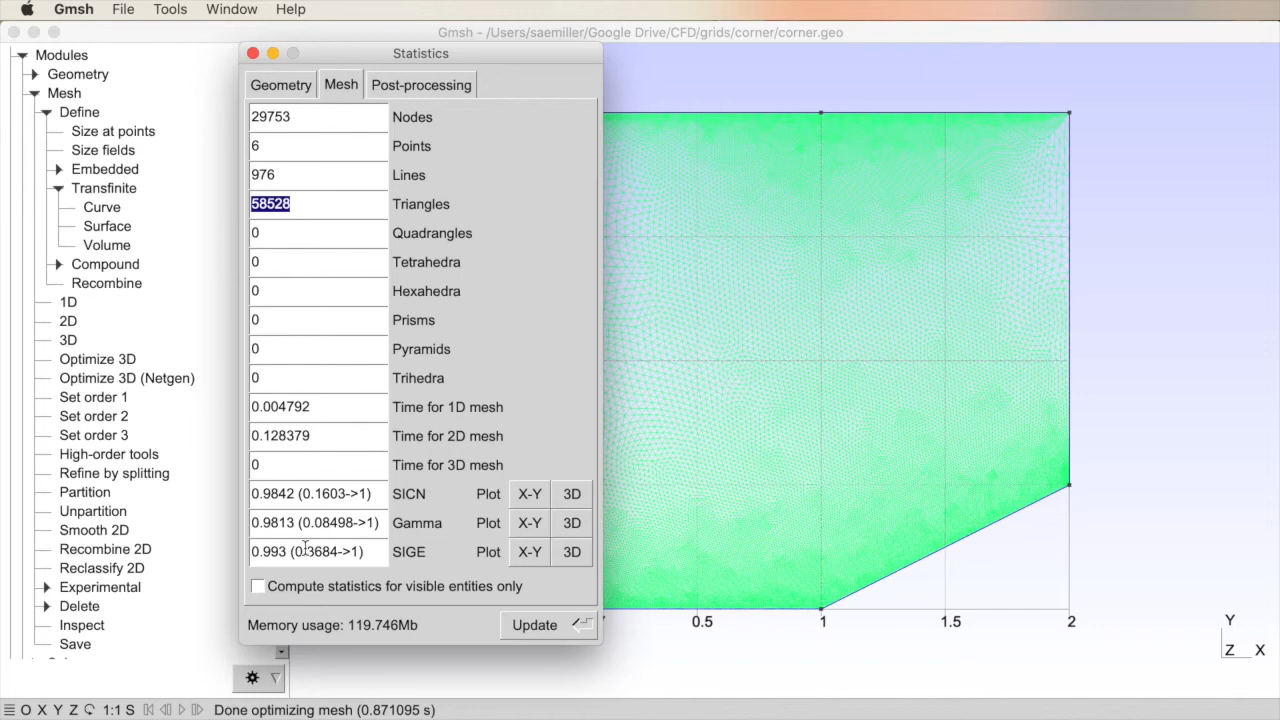 Gmsh File Tools Window Help
Gmsh - /Users/saemiller/Google Drive/CFD/grids/corner/corner.geo
Modules
Geometry
Mesh
Define
Size at points
Size fields
Embedded
Transfinite
Curve
Surface
Volume
Compound
Recombine
1D
2D
3D
Optimize 3D
Optimize 3D (Netgen)
Set order 1
Set order 2
Set order 3
High-order tools
Refine by splitting
Partition
Unpartition
Smooth 2D
Recombine 2D
Reclassify 2D
Experimental
Delete
Inspect
Save
Statistics
Geometry Mesh Post-processing
29753 Nodes
6 Points
976 Lines
58528 Triangles
0 Quadrangles
0 Tetrahedra
0 Hexahedra
0 Prisms
0 Pyramids
0 Trihedra
0.004792 Time for 1D mesh
0.128379 Time for 2D mesh
0 Time for 3D mesh
0.9842 (0.1603->1) SICN Plot X-Y 3D
0.9813 (0.08498->1) Gamma Plot X-Y 3D
0.993 (0.3684->1) SIGE Plot X-Y 3D
Compute statistics for visible entities only
Memory usage: 119.746Mb Update
0.5 1 1.5 2
Y
Z X
O X Y Z 1:1 S Done optimizing mesh (0.871095 s)